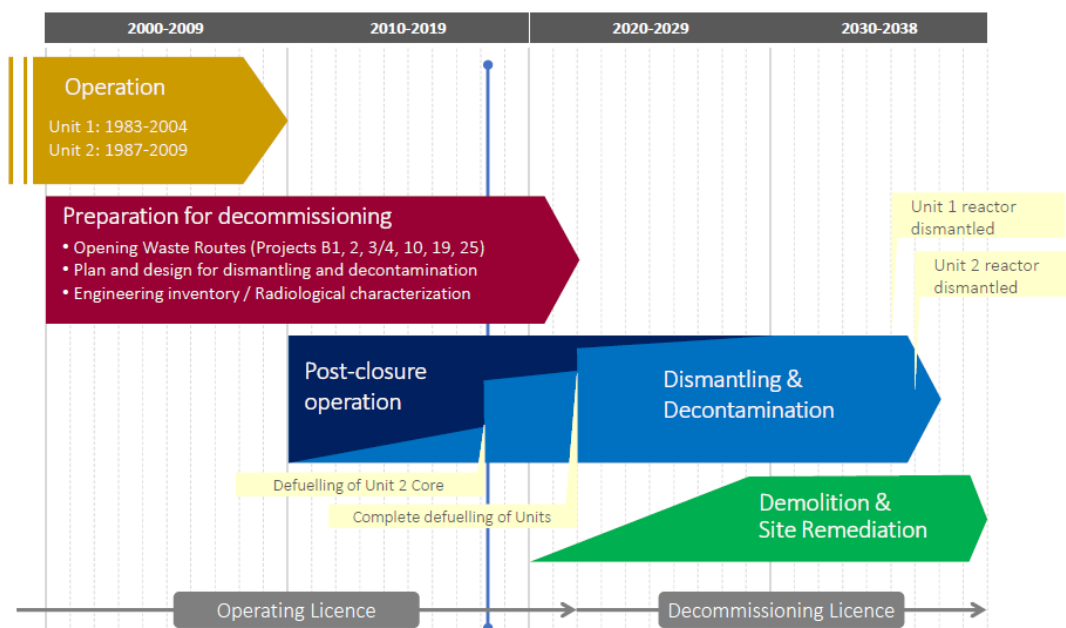 2000-2009
2010-2019
2020-2029
2030-2038
Operation
Unit 1: 1983-2004
Unit 2: 1987-2009
Preparation for decommissioning
• Opening Waste Routes (Projects B1, 2, 3/4, 10, 19, 25)
• Plan and design for dismantling and decontamination
• Engineering inventory / Radiological characterization
Unit 1 reactor
dismantled
Unit 2 reactor
dismantled
Post-closure
operation
Dismantling &
Decontamination
Defuelling of Unit 2 Core
Complete defuelling of Units
Demolition &
Site Remediation
Operating Licence
Decommissioning Licence